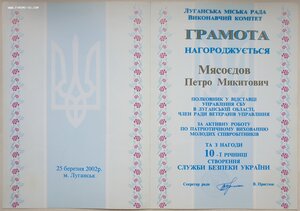 25 березня 2002р.
м. Луганськ
ЛУГАНСЬКА МІСЬКА РАДА
ВИКОНАВЧИЙ КОМІТЕТ
ГРАМОТА
НАГОРОДЖУЄТЬСЯ
Мясоєдов
Петро Микитович
ПОЛКОВНИК У ВІДСТАВЦІ
УПРАВЛІННЯ СБУ
В ЛУГАНСЬКІЙ ОБЛАСТІ,
ЧЛЕН РАДИ ВЕТЕРАНІВ УПРАВЛІННЯ
ЗА АКТИВНУ РОБОТУ
ПО ПАТРІОТИЧНОМУ ВИХОВАННЮ
МОЛОДИХ СПІВРОБІТНИКІВ
ТА З НАГОДИ
10-Ї РІЧНИЦІ
СТВОРЕННЯ
СЛУЖБИ БЕЗПЕКИ УКРАЇНИ
Секретар ради В. Пристюк